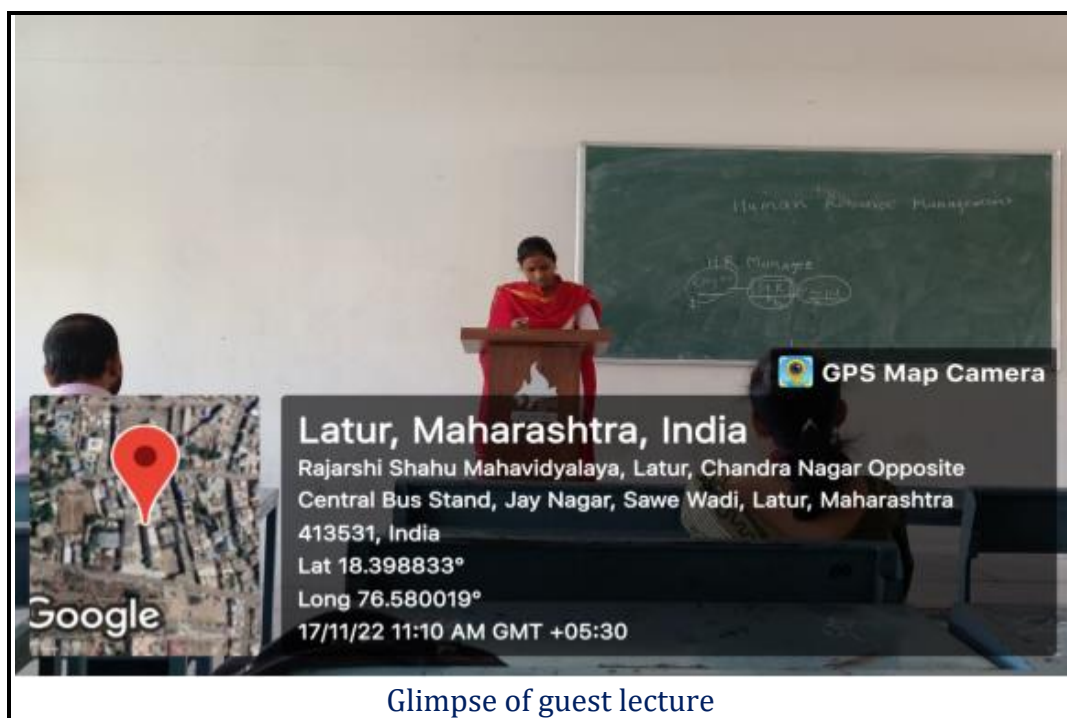 Human Resource Management
HR Manage
GPS Map Camera
Latur, Maharashtra, India
Rajarshi Shahu Mahavidyalaya, Latur, Chandra Nagar Opposite
Central Bus Stand, Jay Nagar, Sawe Wadi, Latur, Maharashtra
413531, India
Lat 18.398833°
Long 76.580019°
17/11/22 11:10 AM GMT +05:30
Google
Glimpse of guest lecture